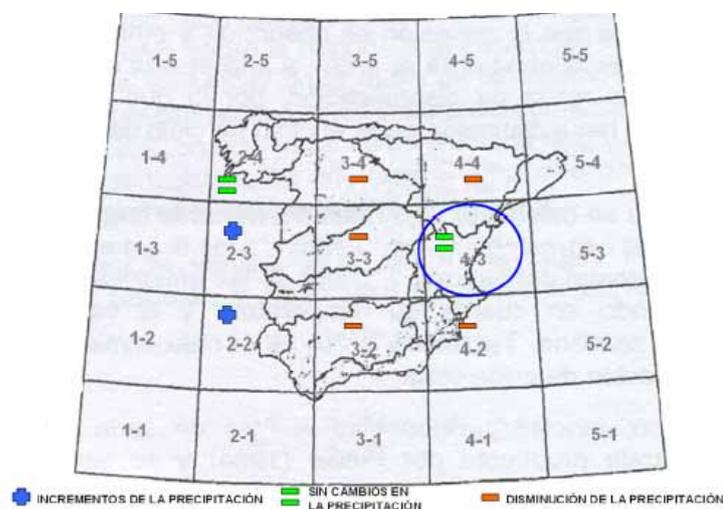 1-5 2-5 3-5 4-5 5-5
1-4 2-4 3-4 4-4 5-4
1-3 2-3 3-3 4-3 5-3
1-2 2-2 3-2 4-2 5-2
1-1 2-1 3-1 4-1 5-1
INCREMENTOS DE LA PRECIPITACIÓN
SIN CAMBIOS EN
LA PRECIPITACIÓN
DISMINUCIÓN DE LA PRECIPITACIÓN